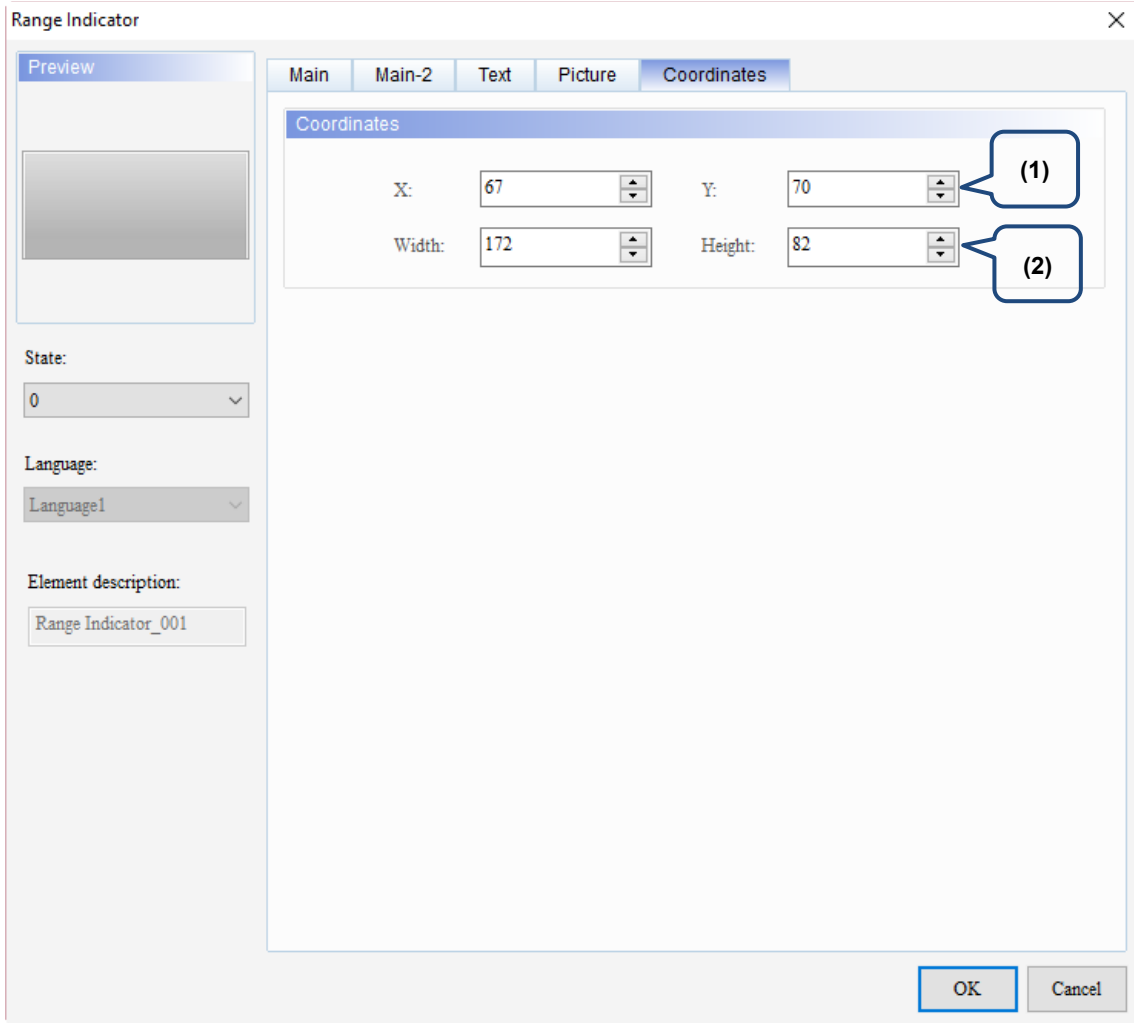 Range Indicator
Preview
Main Main-2 Text Picture Coordinates
Coordinates
X: 67 Y: 70 (1)
Width: 172 Height: 82 (2)
State:
0
Language:
Language1
Element description:
Range Indicator_001
OK Cancel